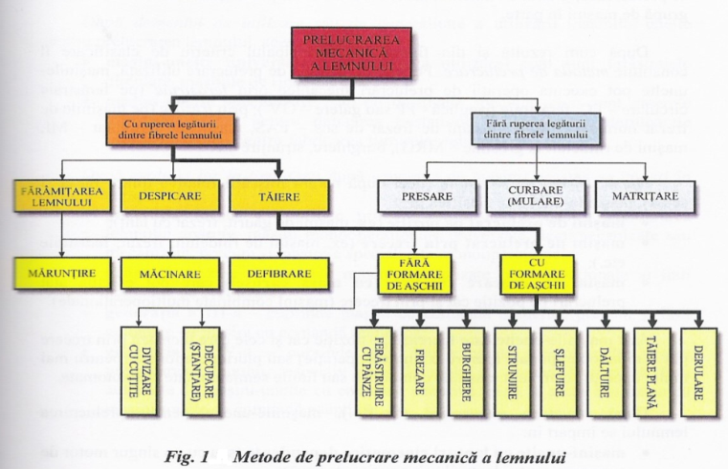 PRELUCRAREA
MECANICĂ
A LEMNULUI
Cu ruperea legăturii
dintre fibrele lemnului
Fără ruperea legăturii
dintre fibrele lemnului
FĂRÂMIȚAREA
LEMNULUI
DESPICARE
TĂIERE
PRESARE
CURBARE
(MULARE)
MATRIȚARE
MĂRUNȚIRE
MĂCINARE
DEFIBRARE
FĂRĂ
FORMARE
DE AȘCHII
CU
FORMARE
DE AȘCHII
DIVIZARE
CU CUȚITE
DECUPARE
(ȘTANȚARE)
FERĂSTRUIRE
CU PÂNZE
FREZARE
BURGHIERE
STRUNJIRE
ȘLEFUIRE
DĂLTUIRE
TĂIERE PLANĂ
DERULARE
Fig. 1 Metode de prelucrare mecanică a lemnului